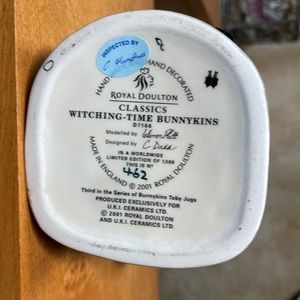 INSPECTED BY
HAND MADE HAND DECORATED
ROYAL DOULTON
CLASSICS
WITCHING-TIME BUNNYKINS
D7166
Modelled by
Designed by
IN A WORLDWIDE
LIMITED EDITION OF 1,500
THIS IS Nº
462
MADE IN ENGLAND © 2001 ROYAL DOULTON
Third in the Series of Bunnykins Toby Jugs
PRODUCED EXCLUSIVELY FOR
U.K.I. CERAMICS LTD.
© 2001 ROYAL DOULTON
AND U.K.I. CERAMICS LTD.